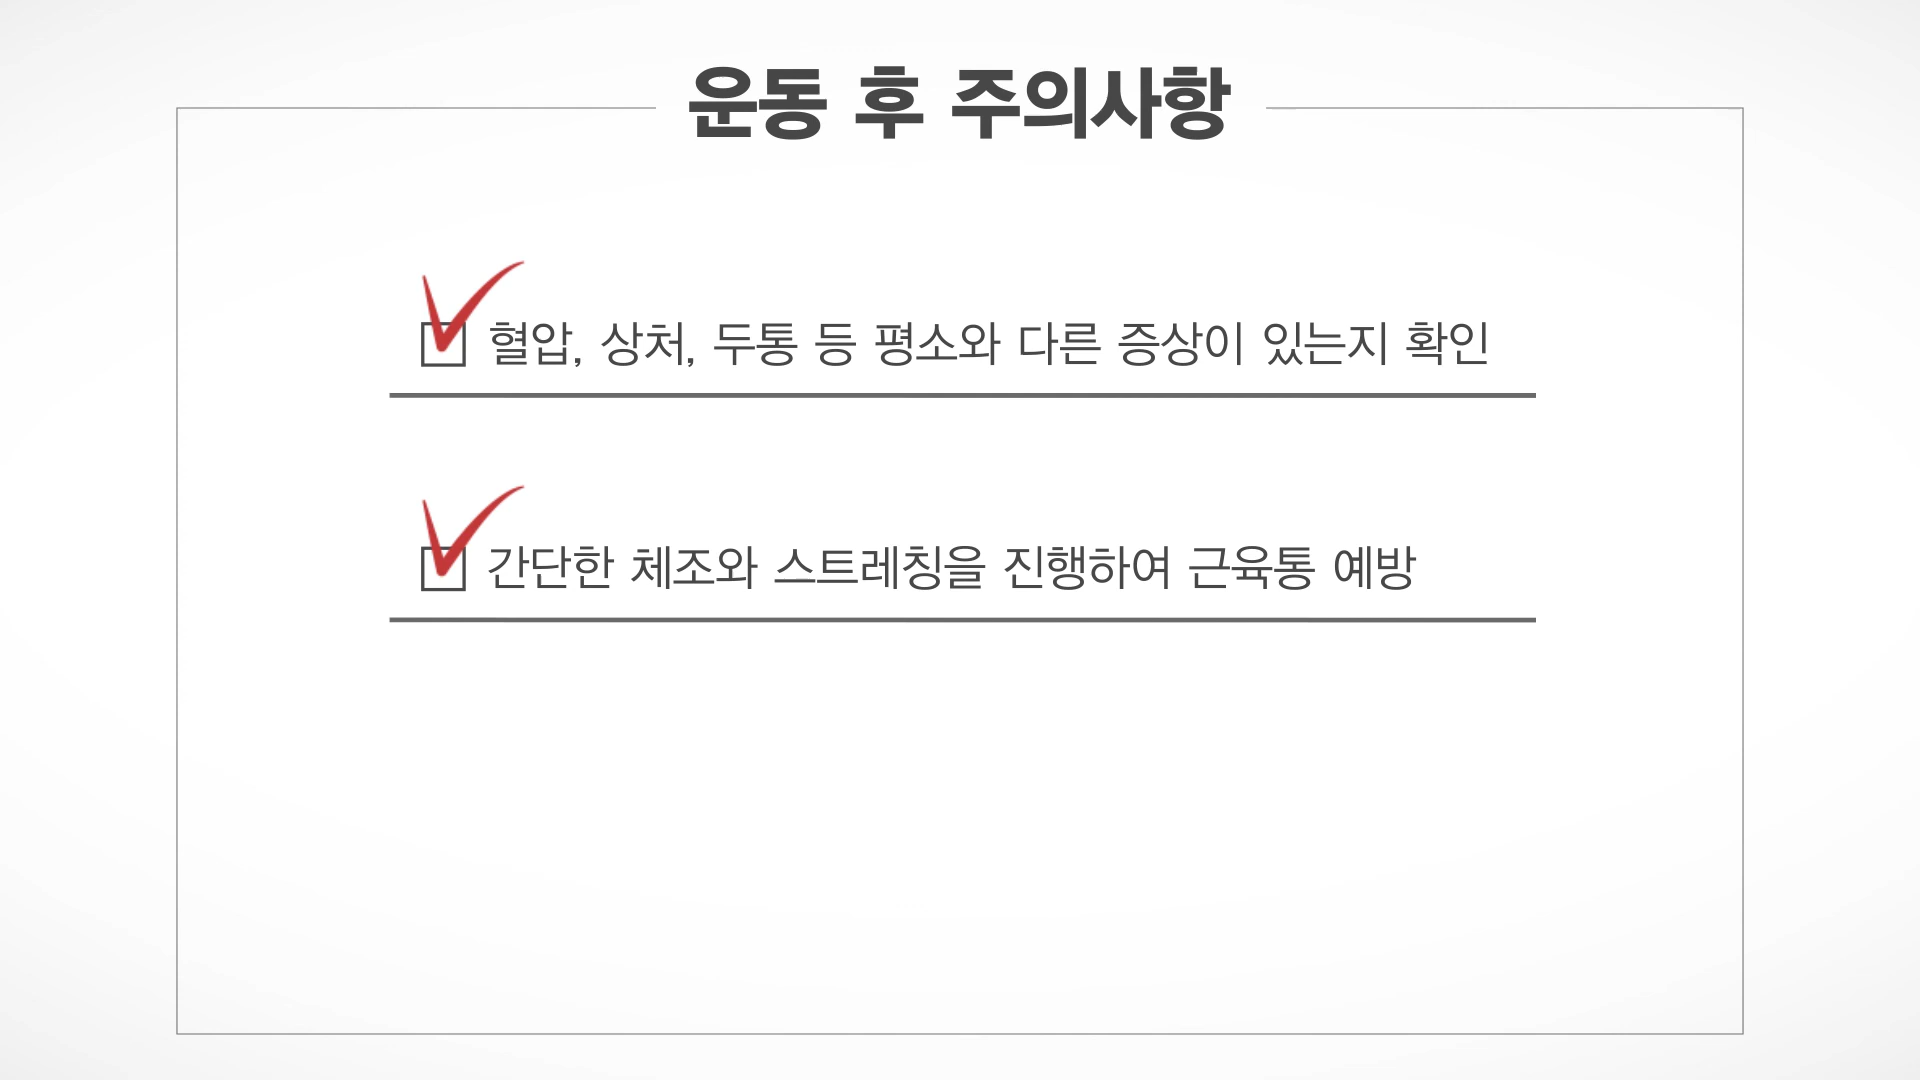 운동 후 주의사항
혈압, 상처, 두통 등 평소와 다른 증상이 있는지 확인
간단한 체조와 스트레칭을 진행하여 근육통 예방